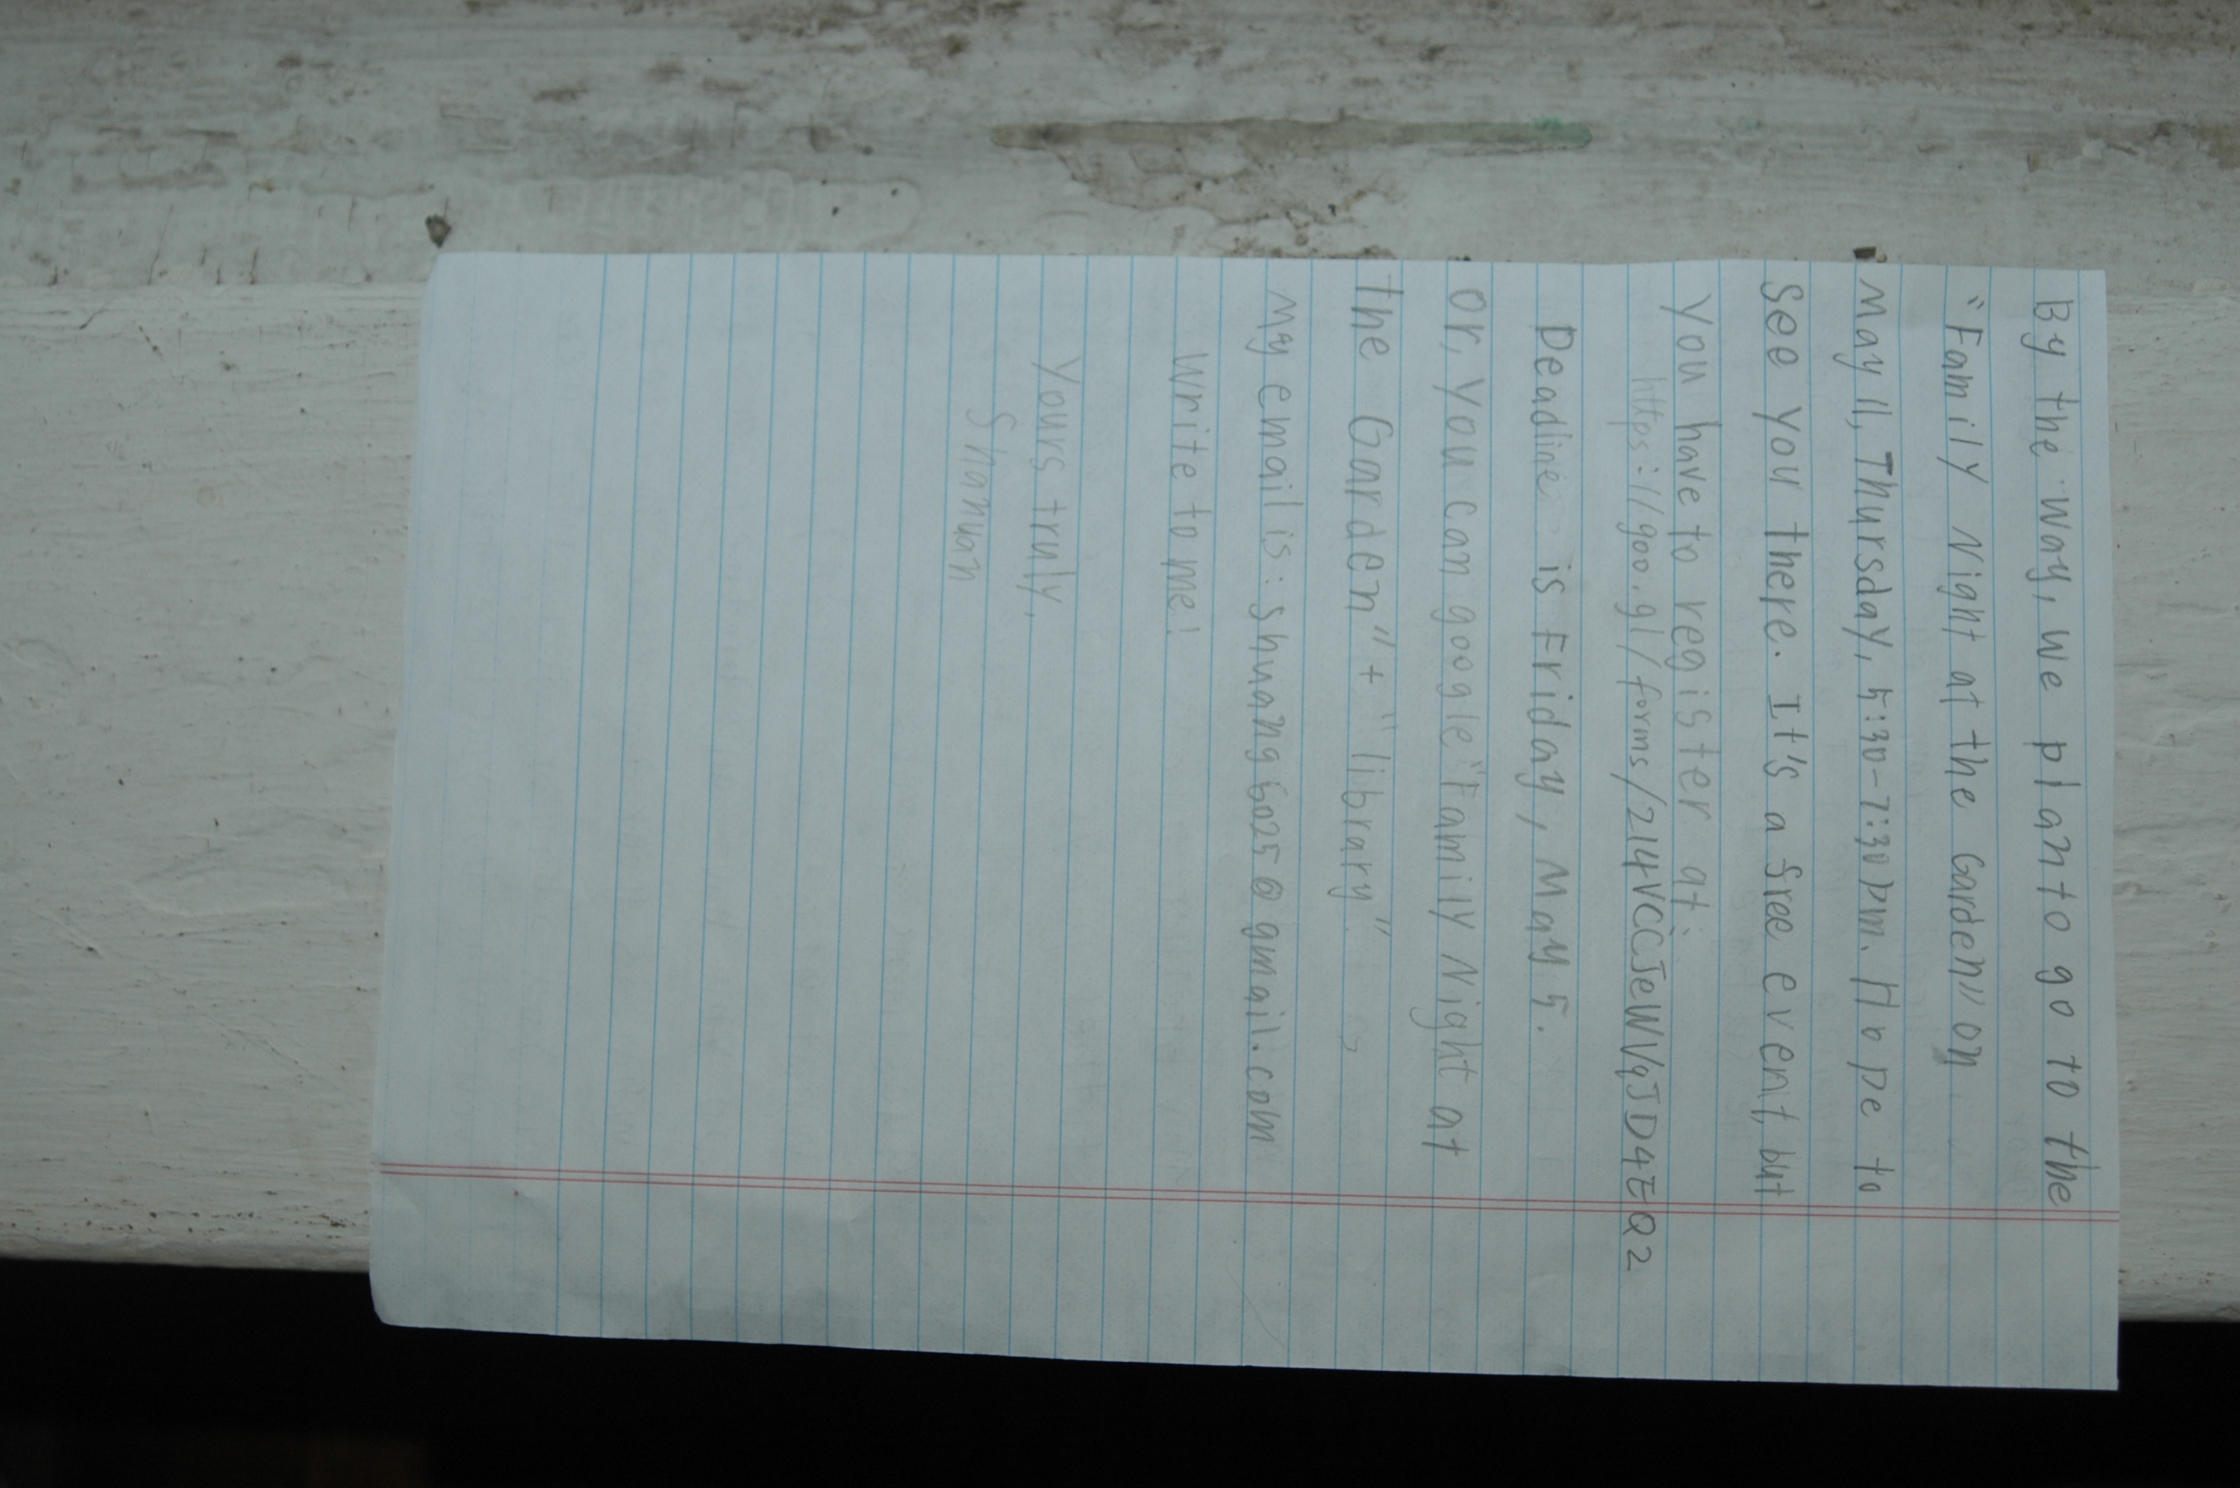 By the way, we plan to go to the
"Family Night at the Garden" on
May 11, Thursday, 5:30-7:30 pm. Hope to
See you there. It's a free event, but
You have to register at:
https://goo.gl/forms/214VCCJeWVqJD4EQ2
Deadline is Friday, May 5.
Or, You can google "Family Night at
the Garden" + "library".
My email is: shuang6025@gmail.com
Write to me!
Yours truly,
Shanuan